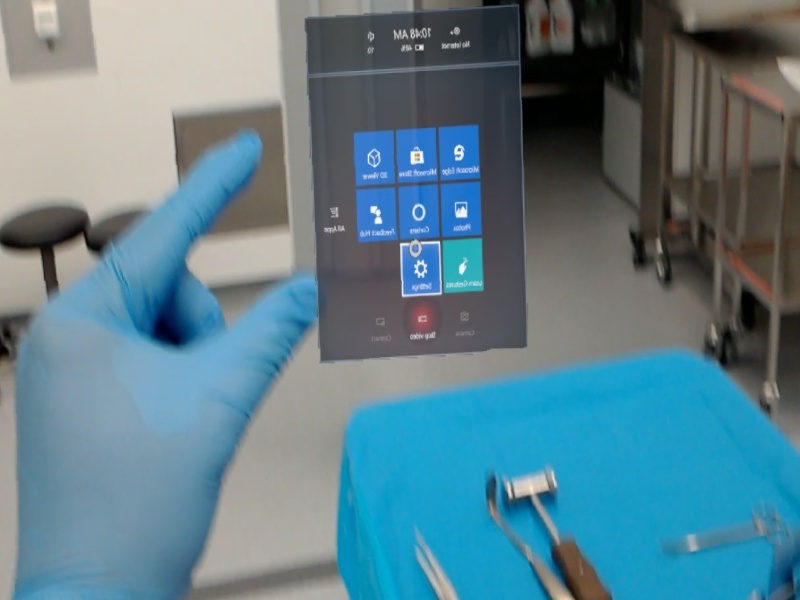 10:48 AM
No Internet 48% 10
Microsoft Edge Microsoft Store 3D Viewer
Photos Cortana Feedback Hub All Apps
Learn Gestures Settings
Camera Stop video Connect